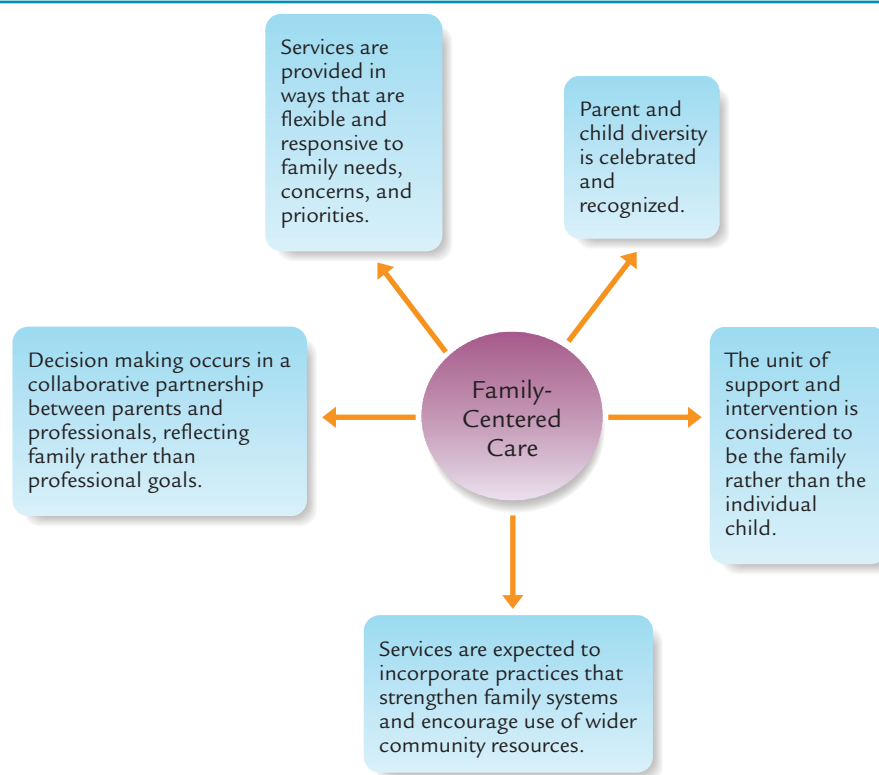 Services are
provided in
ways that are
flexible and
responsive to
family needs,
concerns, and
priorities.
Parent and
child diversity
is celebrated
and
recognized.
Decision making occurs in a
collaborative partnership
between parents and
professionals, reflecting
family rather than
professional goals.
Family-
Centered
Care
The unit of
support and
intervention is
considered to
be the family
rather than the
individual
child.
Services are expected to
incorporate practices that
strengthen family systems
and encourage use of wider
community resources.